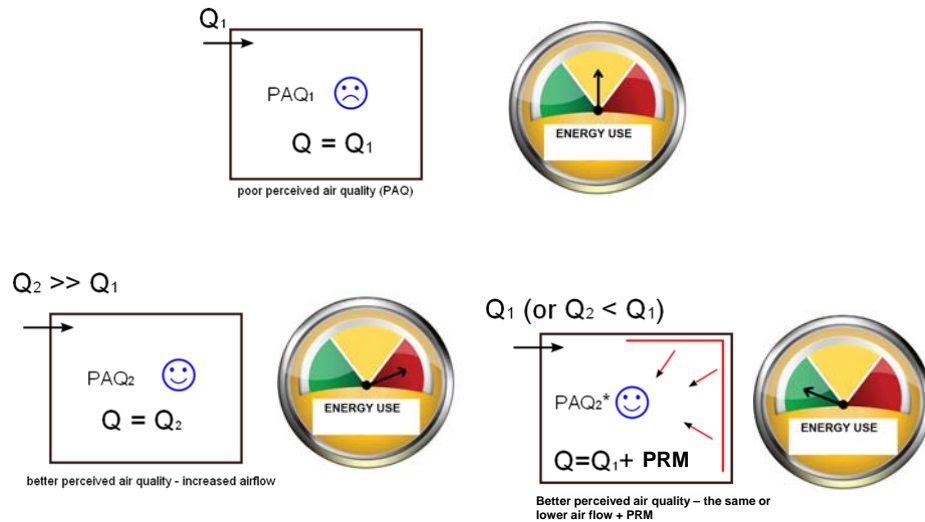 Q₁
PAQ₁
Q = Q₁
poor perceived air quality (PAQ)
ENERGY USE
Q₂ >> Q₁
PAQ₂
Q = Q₂
better perceived air quality - increased airflow
ENERGY USE
Q₁ (or Q₂ < Q₁)
PAQ₂*
Q=Q₁+ PRM
Better perceived air quality – the same or
lower air flow + PRM
ENERGY USE